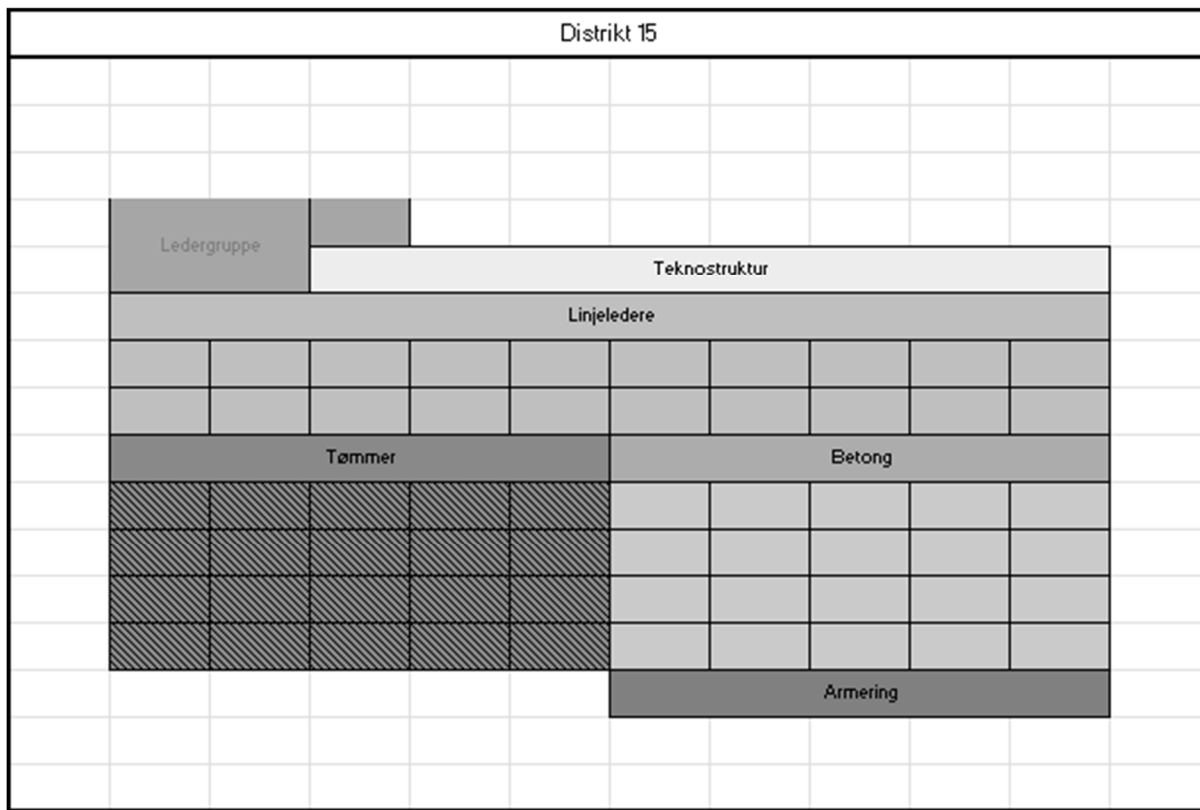 Distrikt 15
Ledergruppe
Teknostruktur
Linjeledere
Tømmer
Betong
Armering